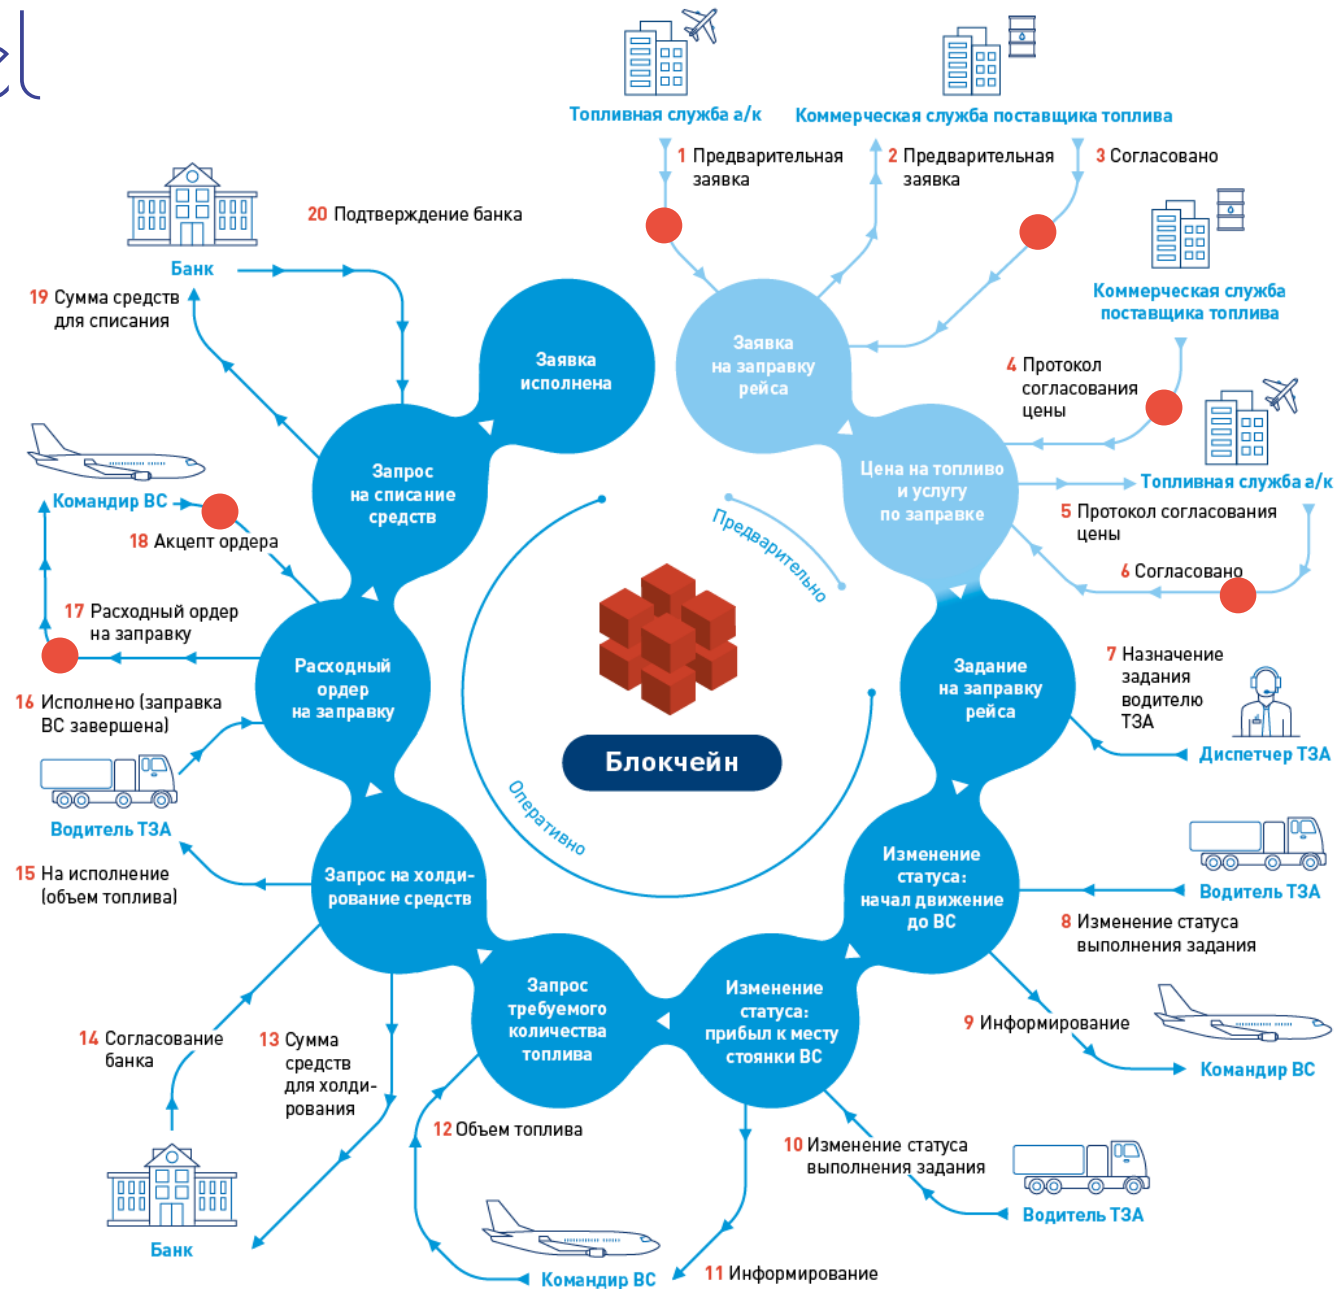 el
Топливная служба а/к
Коммерческая служба поставщика топлива
1 Предварительная
заявка
2 Предварительная
заявка
3 Согласовано
20 Подтверждение банка
Банк
19 Сумма средств
для списания
Коммерческая служба
поставщика топлива
4 Протокол
согласования
цены
Топливная служба а/к
5 Протокол согласования
цены
6 Согласовано
Заявка
исполнена
Заявка
на заправку
рейса
Запрос
на списание
средств
Цена на топливо
и услугу
по заправке
Командир ВС
18 Акцепт ордера
17 Расходный ордер
на заправку
Предварительно
Расходный
ордер
на заправку
Задание
на заправку
рейса
7 Назначение
задания
водителю
ТЗА
Диспетчер ТЗА
16 Исполнено (заправка
ВС завершена)
Водитель ТЗА
15 На исполнение
(объем топлива)
Блокчейн
Оперативно
Запрос на холди-
рование средств
Изменение
статуса:
начал движение
до ВС
Водитель ТЗА
8 Изменение статуса
выполнения задания
Запрос
требуемого
количества
топлива
Изменение
статуса:
прибыл к месту
стоянки ВС
9 Информирование
Командир ВС
14 Согласование
банка
13 Сумма
средств
для холди-
рования
12 Объем топлива
10 Изменение статуса
выполнения задания
Водитель ТЗА
Банк
Командир ВС
11 Информирование